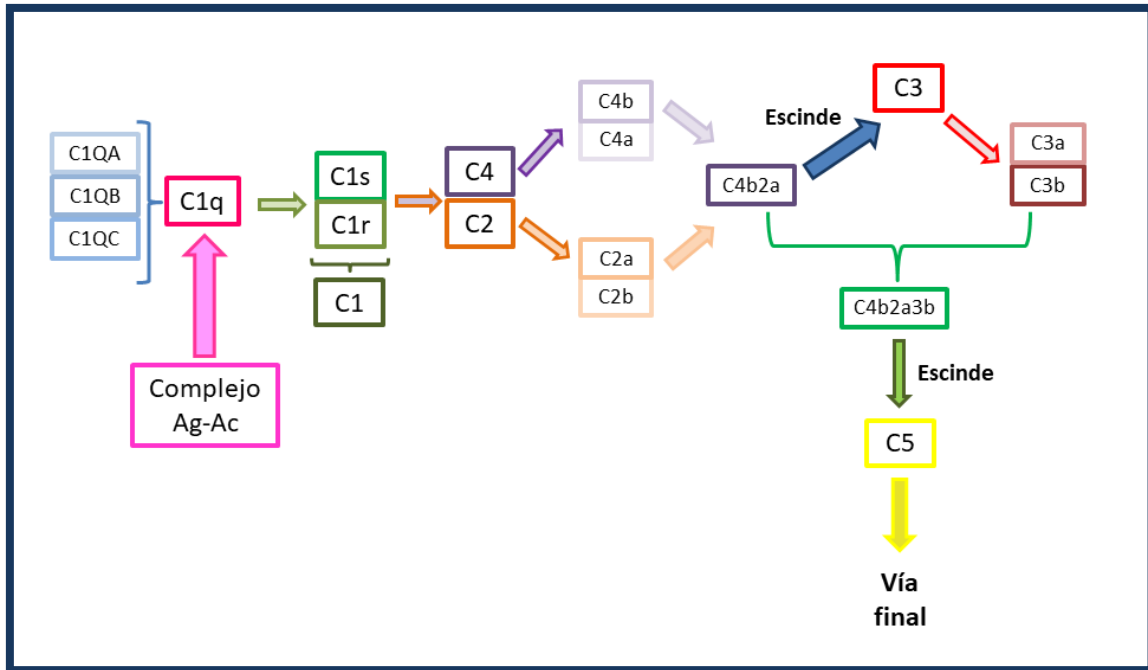 C1QA
C1QB
C1QC
C1q
Complejo
Ag-Ac
C1s
C1r
C1
C4
C2
C4b
C4a
C2a
C2b
C4b2a
Escinde
C3
C3a
C3b
C4b2a3b
Escinde
C5
Vía
final